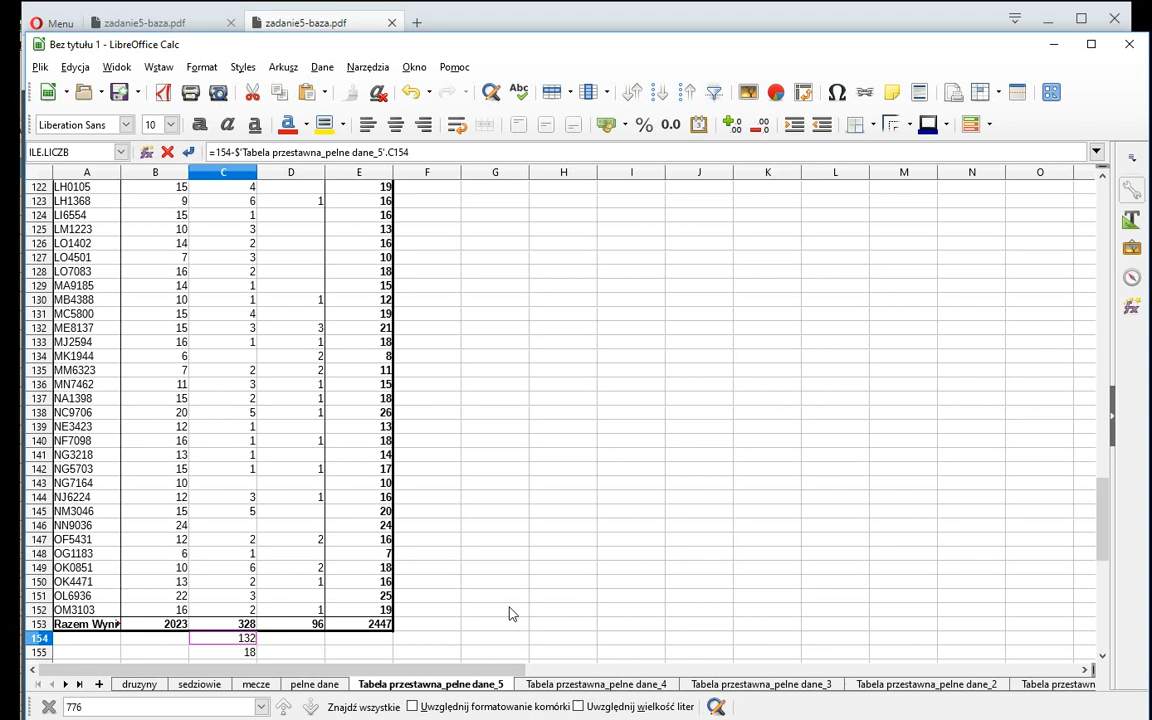 Menu zadanie5-baza.pdf zadanie5-baza.pdf
Bez tytułu 1 - LibreOffice Calc
Plik Edycja Widok Wstaw Format Styles Arkusz Dane Narzędzia Okno Pomoc
Liberation Sans 10
ILE.LICZB =154-$'Tabela przestawna_pelne dane_5'.C154
A B C D E F G H I J K L M N O
122 LH0105 15 4 19
123 LH1368 9 6 1 16
124 LI6554 15 1 16
125 LM1223 10 3 13
126 LO1402 14 2 16
127 LO4501 7 3 10
128 LO7083 16 2 18
129 MA9185 14 1 15
130 MB4388 10 1 1 12
131 MC5800 15 4 19
132 ME8137 15 3 3 21
133 MJ2594 16 1 1 18
134 MK1944 6 2 8
135 MM6323 7 2 2 11
136 MN7462 11 3 1 15
137 NA1398 15 2 1 18
138 NC9706 20 5 1 26
139 NE3423 12 1 13
140 NF7098 16 1 1 18
141 NG3218 13 1 14
142 NG5703 15 1 1 17
143 NG7164 10 10
144 NJ6224 12 3 1 16
145 NM3046 15 5 20
146 NN9036 24 24
147 OF5431 12 2 2 16
148 OG1183 6 1 7
149 OK0851 10 6 2 18
150 OK4471 13 2 1 16
151 OL6936 22 3 25
152 OM3103 16 2 1 19
153 Razem Wyni 2023 328 96 2447
154 132
155 18
druzyny sedziowie mecze pelne dane Tabela przestawna_pelne dane_5 Tabela przestawna_pelne dane_4 Tabela przestawna_pelne dane_3 Tabela przestawna_pelne dane_2 Tabela przestawn
776 Znajdź wszystkie Uwzględnij formatowanie komórki Uwzględnij wielkość liter